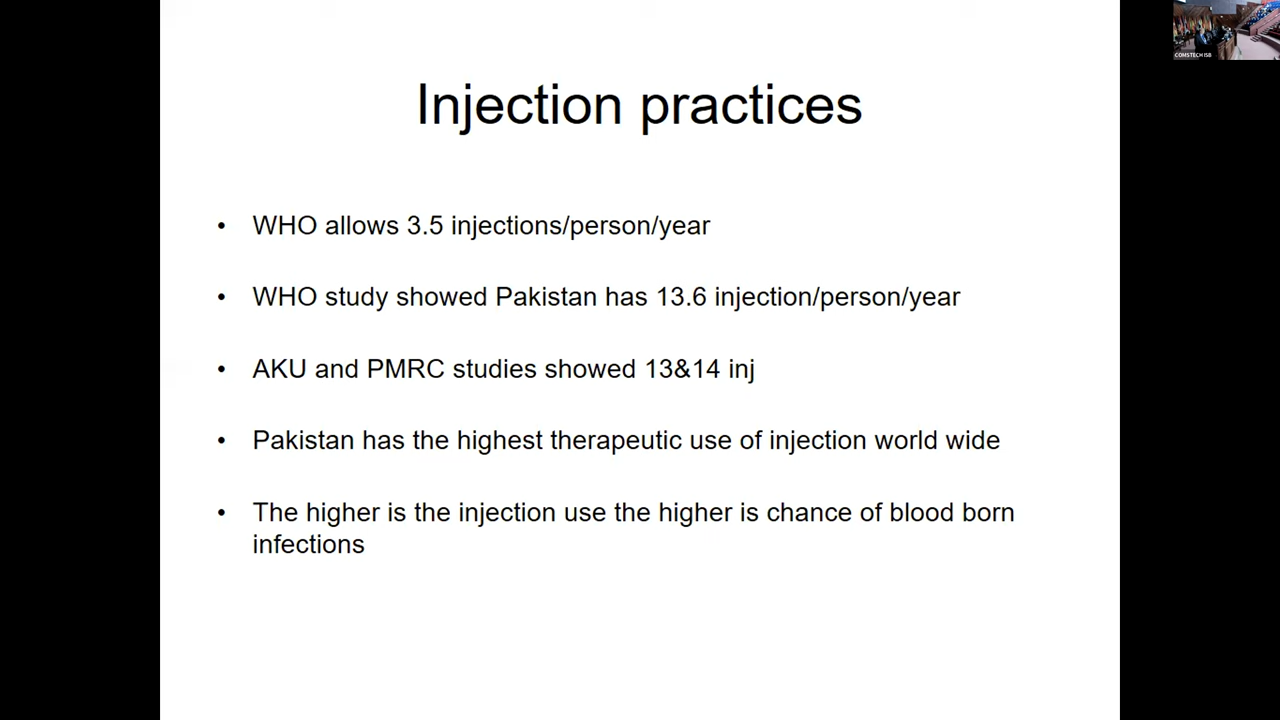 Injection practices
• WHO allows 3.5 injections/person/year
• WHO study showed Pakistan has 13.6 injection/person/year
• AKU and PMRC studies showed 13&14 inj
• Pakistan has the highest therapeutic use of injection world wide
• The higher is the injection use the higher is chance of blood born
infections
COMSTECH ISB